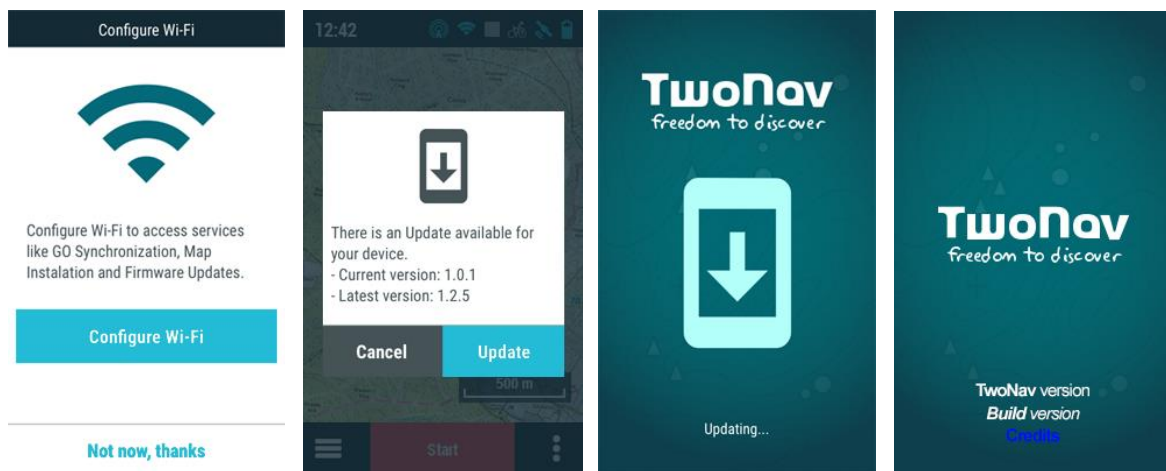 Configure Wi-Fi
Configure Wi-Fi to access services
like GO Synchronization, Map
Instalation and Firmware Updates.
Configure Wi-Fi
Not now, thanks
12:42
There is an Update available for
your device.
- Current version: 1.0.1
- Latest version: 1.2.5
Cancel
Update
500 m
Start
TwoNav
freedom to discover
Updating...
TwoNav
freedom to discover
TwoNav version
Build version
Credits